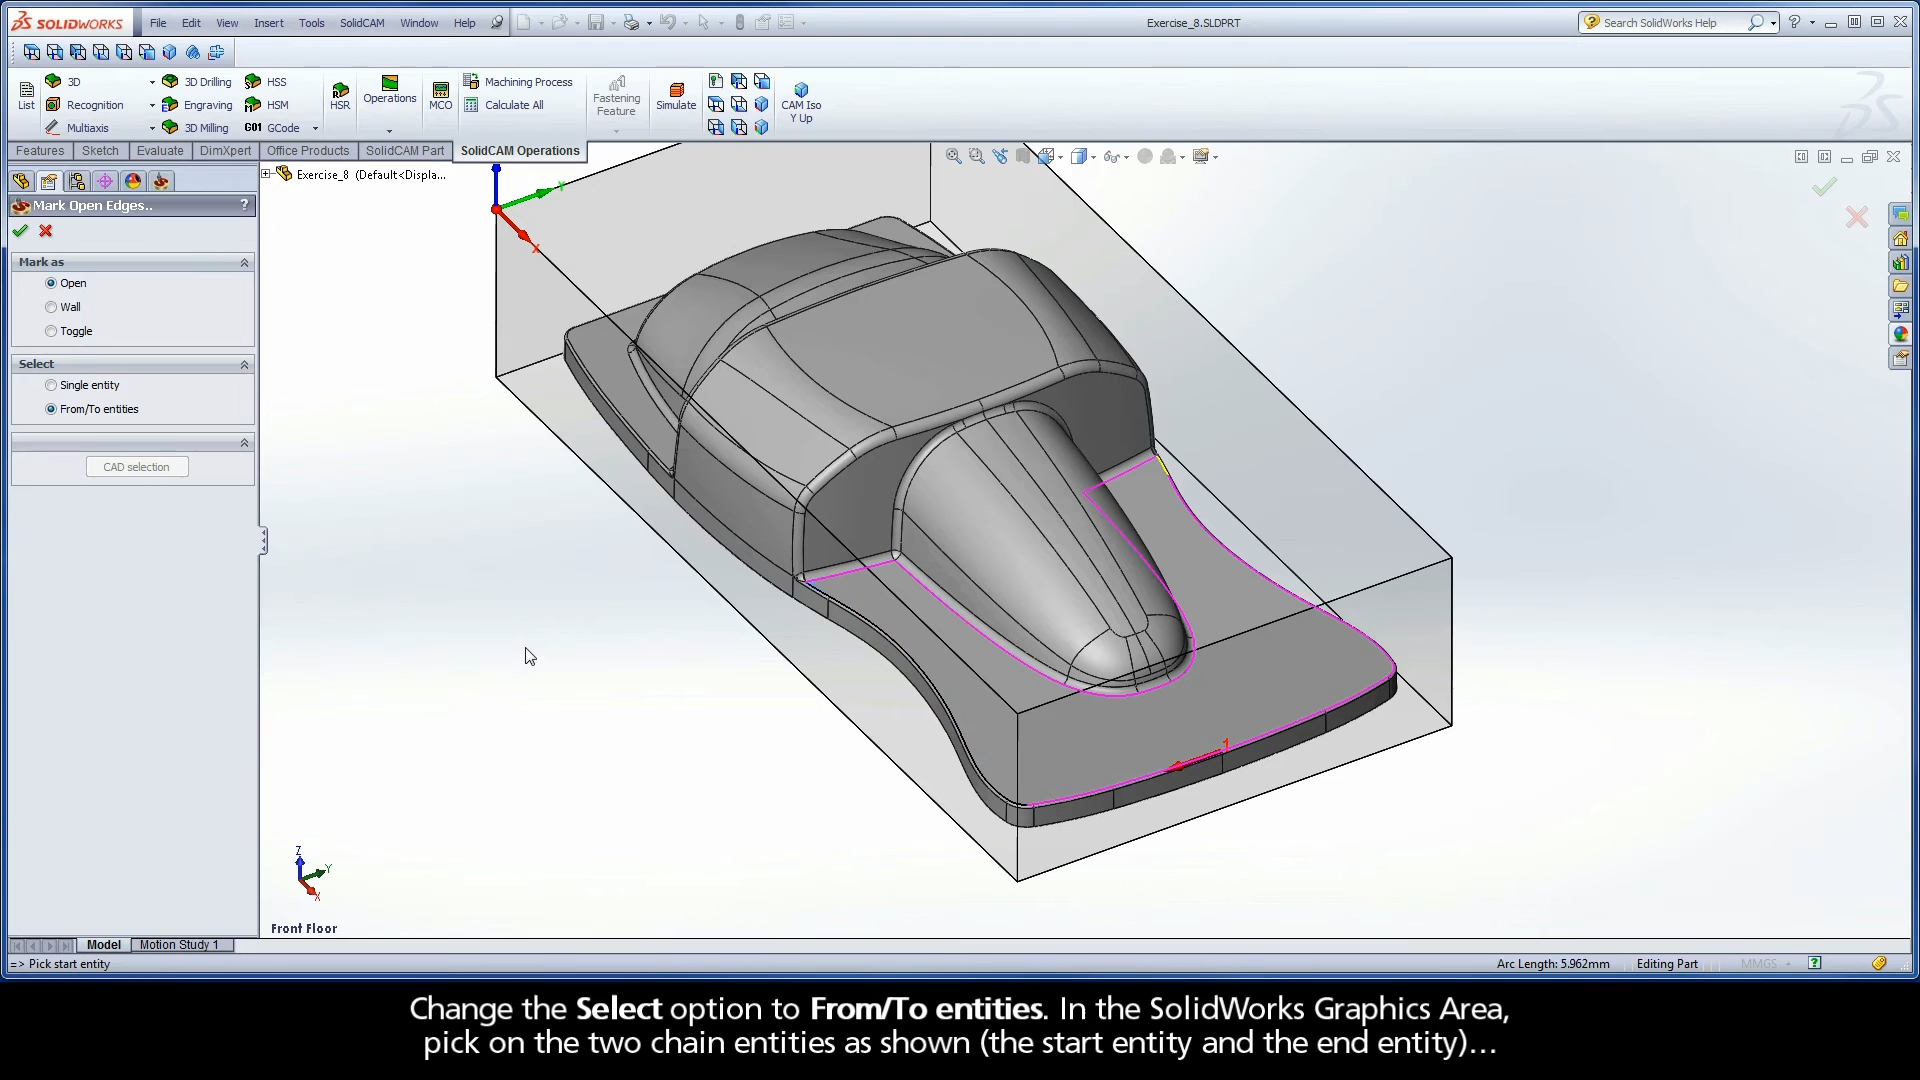 SOLIDWORKS File Edit View Insert Tools SolidCAM Window Help Exercise_8.SLDPRT Search SolidWorks Help
3D 3D Drilling HSS Machining Process
List Recognition Engraving HSM HSR Operations MCO Calculate All Fastening Feature Simulate CAM Iso Y Up
Multiaxis 3D Milling G01 GCode
Features Sketch Evaluate DimXpert Office Products SolidCAM Part SolidCAM Operations
Exercise_8 (Default<Displa...
Mark Open Edges.. ?
Mark as
Open
Wall
Toggle
Select
Single entity
From/To entities
CAD selection
Y
X
1
Z
Y
X
Front Floor
Model Motion Study 1
=> Pick start entity Arc Length: 5.962mm Editing Part MMGS
Change the Select option to From/To entities. In the SolidWorks Graphics Area,
pick on the two chain entities as shown (the start entity and the end entity)...